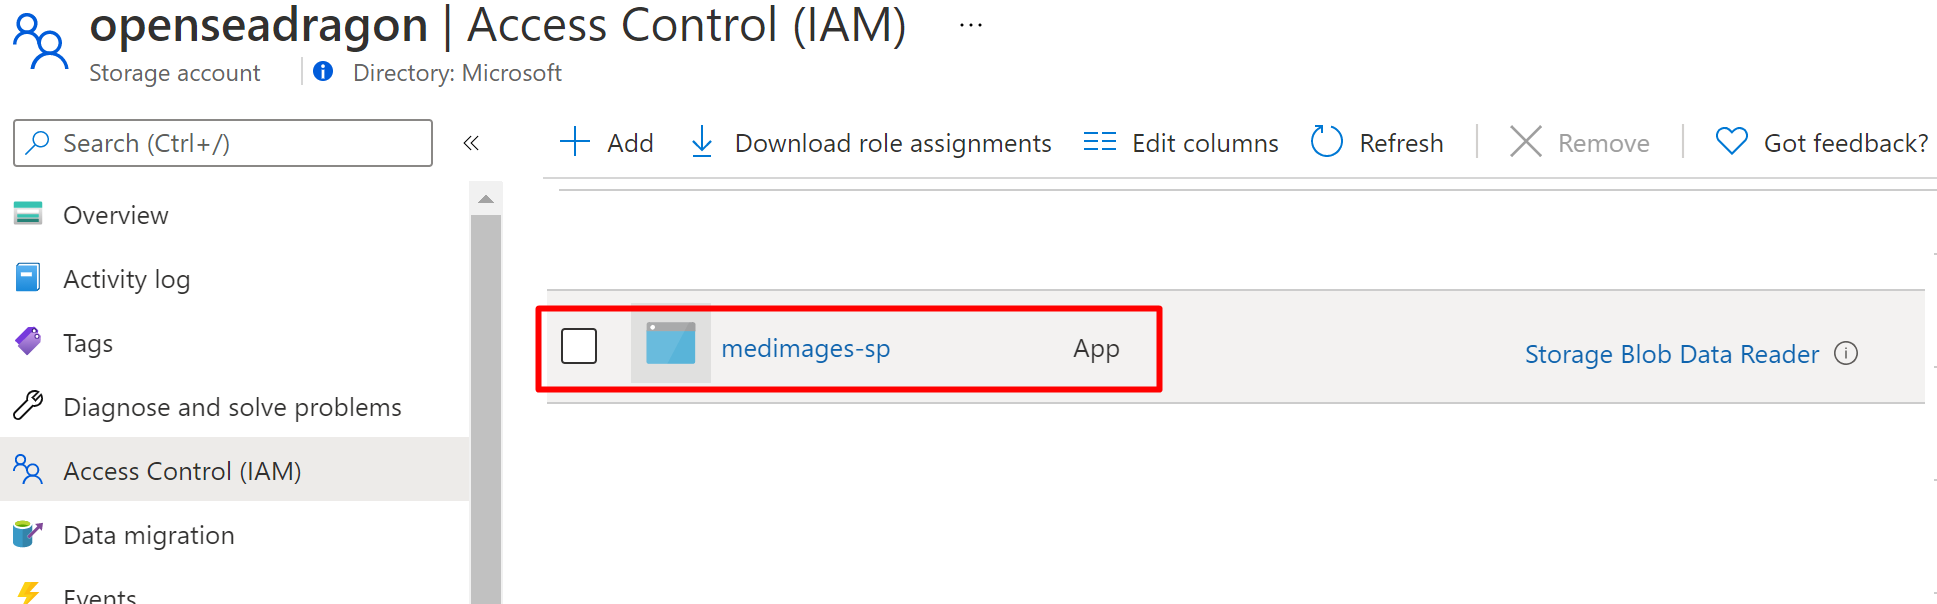 openseadragon | Access Control (IAM) ...
Storage account Directory: Microsoft
Search (Ctrl+/) «
Add Download role assignments Edit columns Refresh Remove Got feedback?
Overview
Activity log
Tags
medimages-sp App Storage Blob Data Reader
Diagnose and solve problems
Access Control (IAM)
Data migration
Events